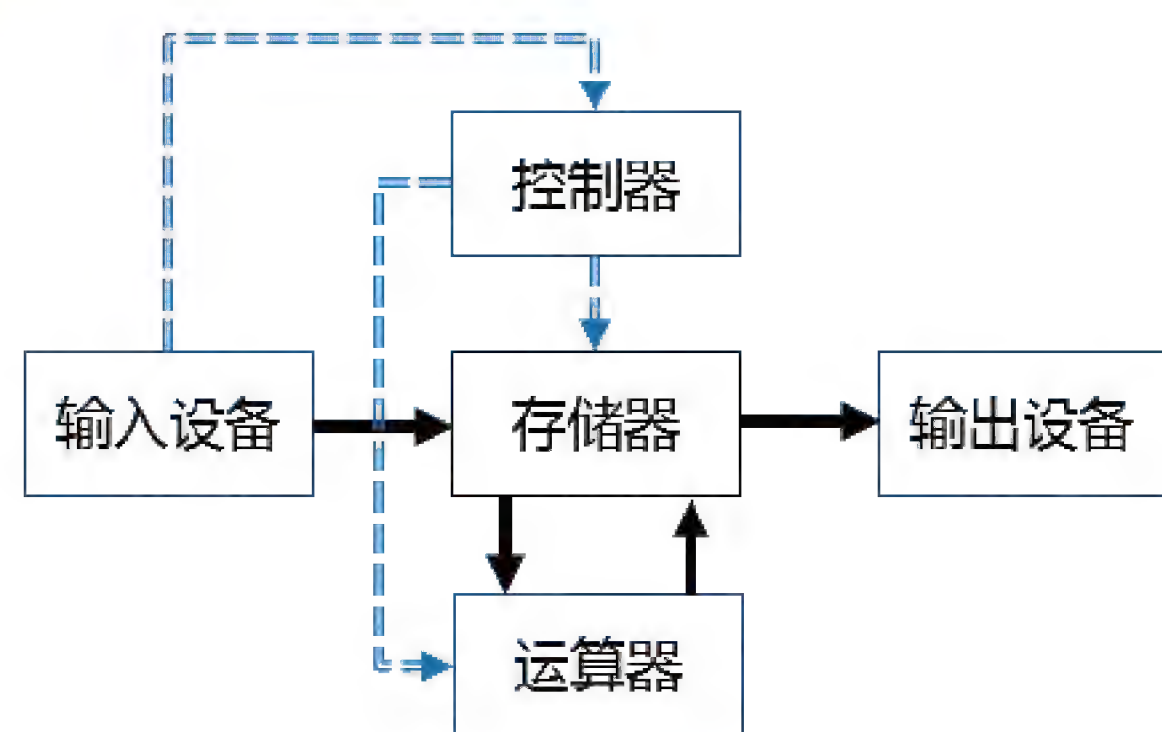 控制器
输入设备
存储器
输出设备
运算器